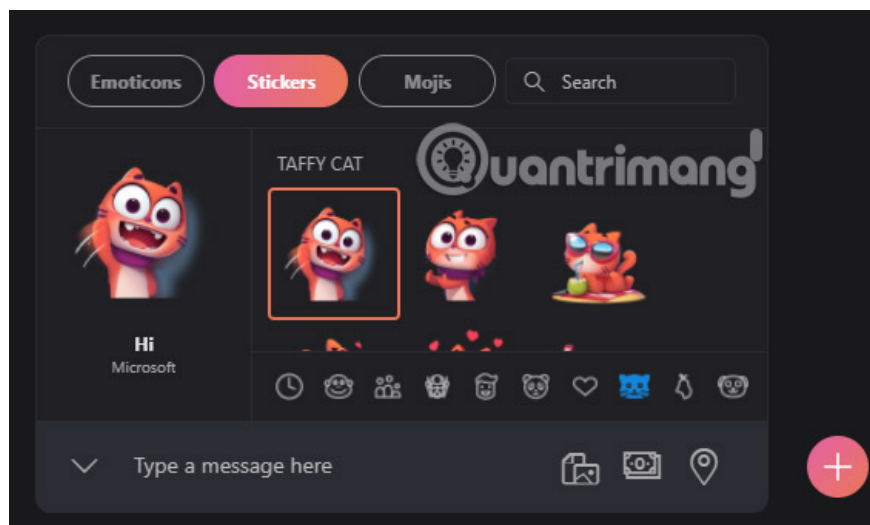 Emoticons
Stickers
Mojis
Search
TAFFY CAT
Quantrimang
Hi
Microsoft
Type a message here